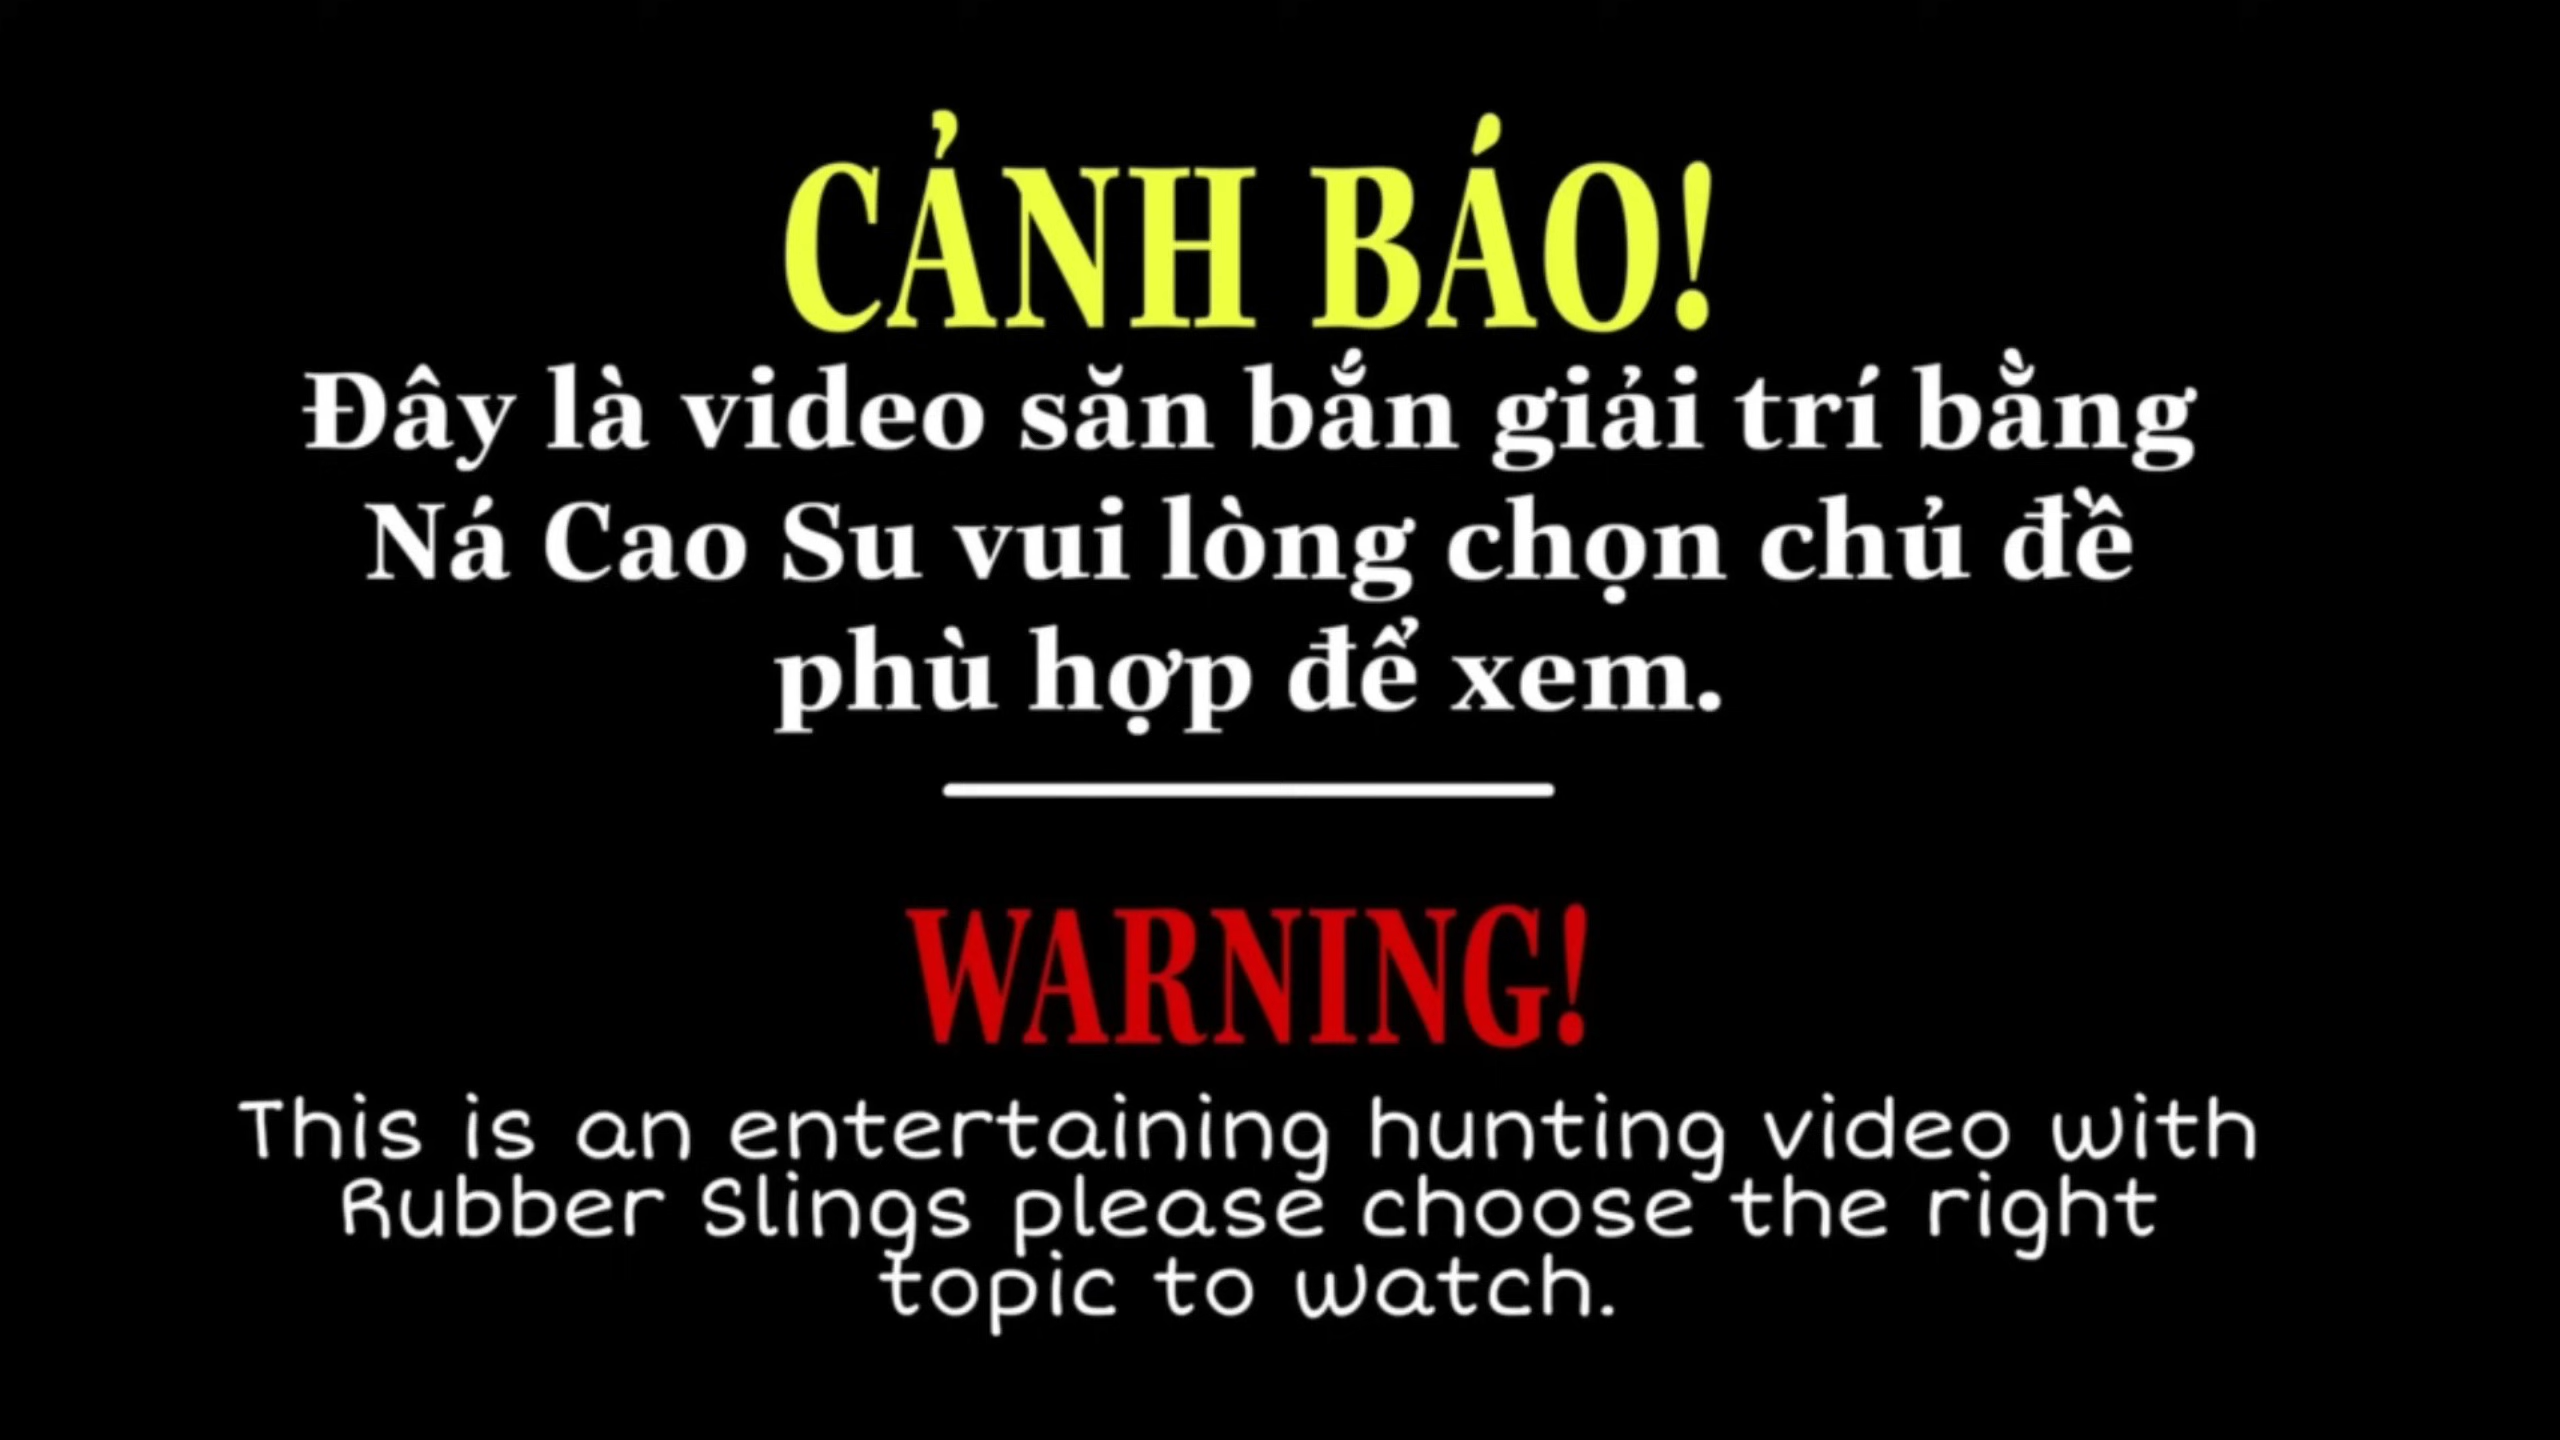 CẢNH BÁO!
Đây là video săn bắn giải trí bằng
Ná Cao Su vui lòng chọn chủ đề
phù hợp để xem.
WARNING!
This is an entertaining hunting video with
Rubber Slings please choose the right
topic to watch.